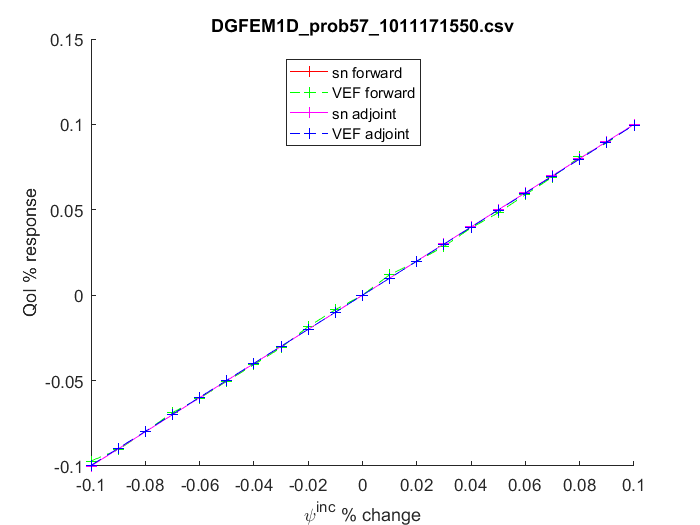 DGFEM1D_prob57_1011171550.csv
sn forward
VEF forward
sn adjoint
VEF adjoint
0.15
0.1
0.05
0
-0.05
-0.1
QoI % response
-0.1 -0.08 -0.06 -0.04 -0.02 0 0.02 0.04 0.06 0.08 0.1
ψ^inc % change